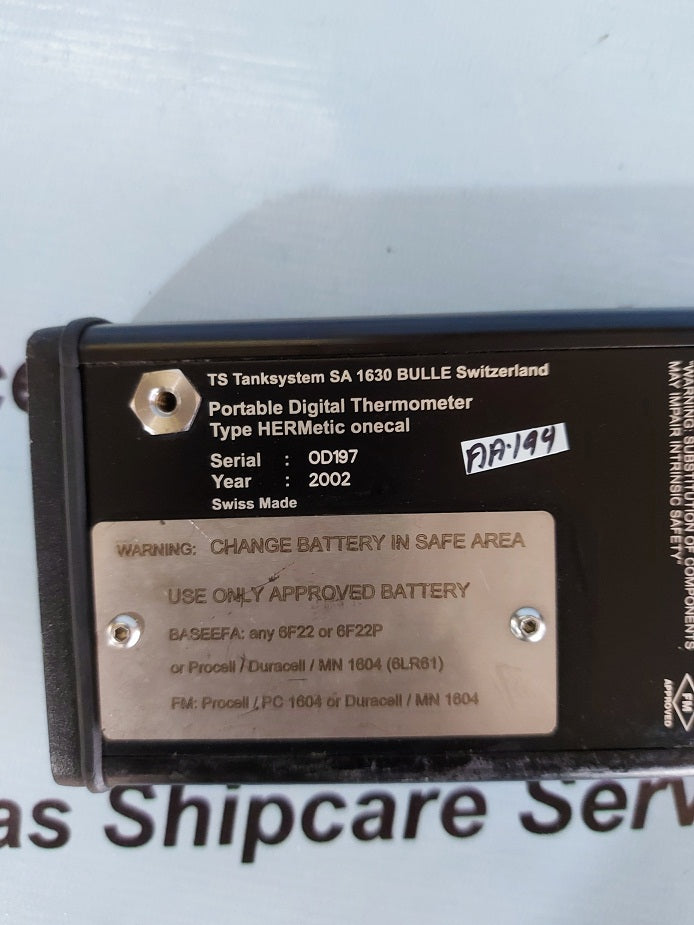 TS Tanksystem SA 1630 BULLE Switzerland
Portable Digital Thermometer
Type HERMetic onecal
Serial : OD197
Year : 2002
Swiss Made
AA-199
WARNING: CHANGE BATTERY IN SAFE AREA
USE ONLY APPROVED BATTERY
BASEEFA: any 6F22 or 6F22P
or Procell / Duracell / MN 1604 (6LR61)
FM: Procell / PC 1604 or Duracell / MN 1604
"WARNING: SUBSTITUTION OF COMPONENTS
MAY IMPAIR INTRINSIC SAFETY"
FM
APPROVED
as Shipcare Serv